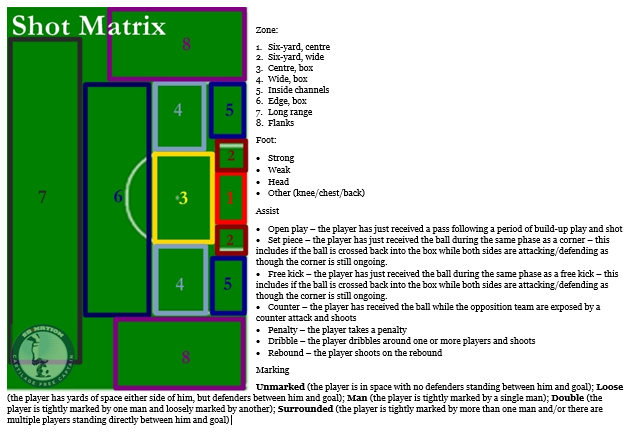 Shot Matrix
8
4
5
2
7
6
3
1
2
4
5
8
SB NATION
CARTILAGE FREE CAPTAIN
Zone:
1. Six-yard, centre
2. Six-yard, wide
3. Centre, box
4. Wide, box
5. Inside channels
6. Edge, box
7. Long range
8. Flanks
Foot:
• Strong
• Weak
• Head
• Other (knee/chest/back)
Assist
• Open play – the player has just received a pass following a period of build-up play and shot
• Set piece – the player has just received the ball during the same phase as a corner – this
includes if the ball is crossed back into the box while both sides are attacking/defending as
though the corner is still ongoing.
• Free kick – the player has just received the ball during the same phase as a free kick – this
includes if the ball is crossed back into the box while both sides are attacking/defending as
though the corner is still ongoing.
• Counter – the player has received the ball while the opposition team are exposed by a
counter attack and shoots
• Penalty – the player takes a penalty
• Dribble – the player dribbles around one or more players and shoots
• Rebound – the player shoots on the rebound
Marking
Unmarked (the player is in space with no defenders standing between him and goal); Loose
(the player has yards of space either side of him, but defenders between him and goal); Man (the player is tightly marked by a single man); Double (the
player is tightly marked by one man and loosely marked by another); Surrounded (the player is tightly marked by more than one man and/or there are
multiple players standing directly between him and goal)